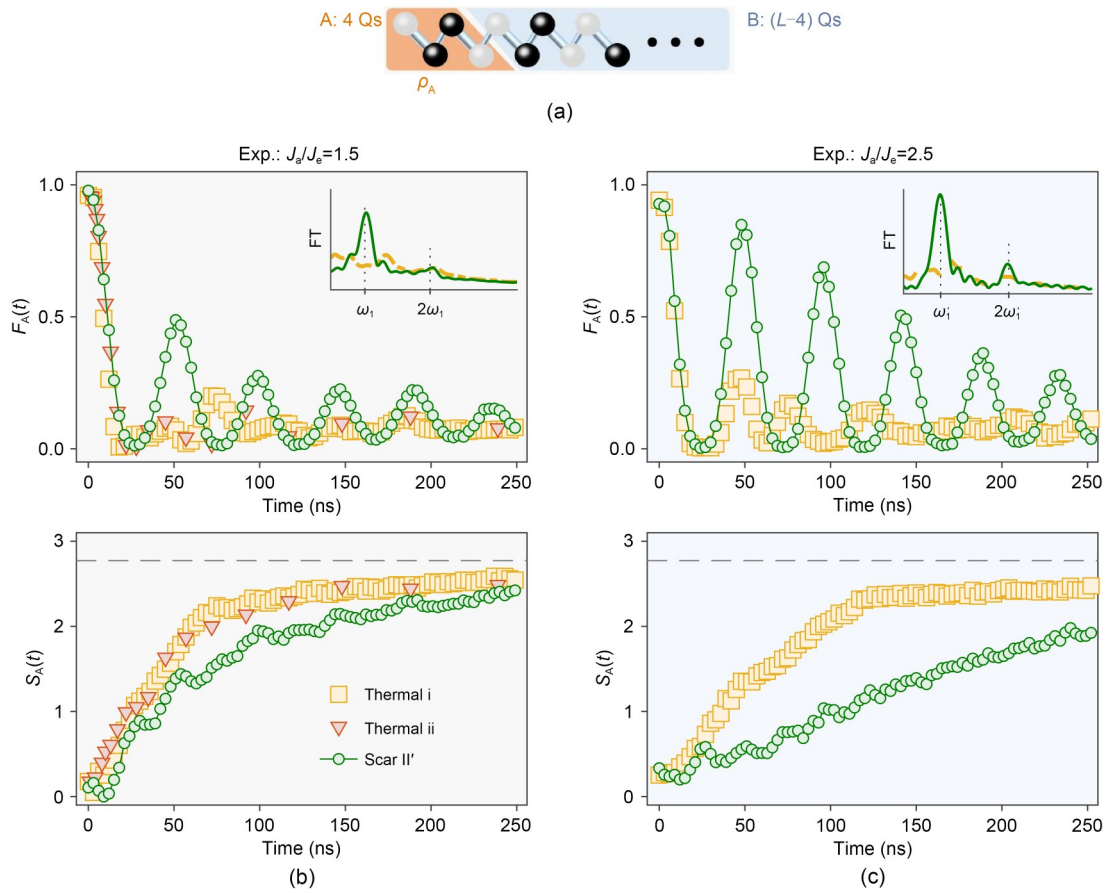 A: 4 Qs
B: (L−4) Qs
ρA
(a)
Exp.: Ja/Je=1.5
1.0
0.5
0.0
FA(t)
FT
ω1
2ω1
0
50
100
150
200
250
Time (ns)
3
2
1
0
SA(t)
Thermal i
Thermal ii
Scar II′
0
50
100
150
200
250
Time (ns)
(b)
Exp.: Ja/Je=2.5
1.0
0.5
0.0
FA(t)
FT
ω1′
2ω1′
0
50
100
150
200
250
Time (ns)
3
2
1
0
SA(t)
0
50
100
150
200
250
Time (ns)
(c)